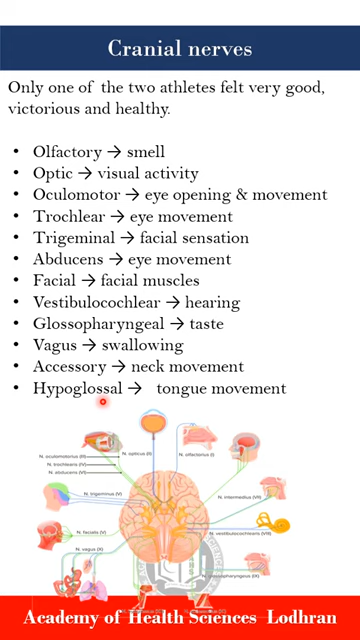 Cranial nerves
Only one of the two athletes felt very good,
victorious and healthy.
• Olfactory → smell
• Optic → visual activity
• Oculomotor → eye opening & movement
• Trochlear → eye movement
• Trigeminal → facial sensation
• Abducens → eye movement
• Facial → facial muscles
• Vestibulocochlear → hearing
• Glossopharyngeal → taste
• Vagus → swallowing
• Accessory → neck movement
• Hypoglossal → tongue movement
N. opticus (II)
N. olfactorius (I)
N. oculomotorius (III)
N. trochlearis (IV)
N. abducens (VI)
N. trigeminus (V)
N. intermedius (VII)
N. facialis (V)
N. vestibulocochlearis (VIII)
N. vagus (X)
N. glossopharyngeus (IX)
Academy of Health Sciences Lodhran